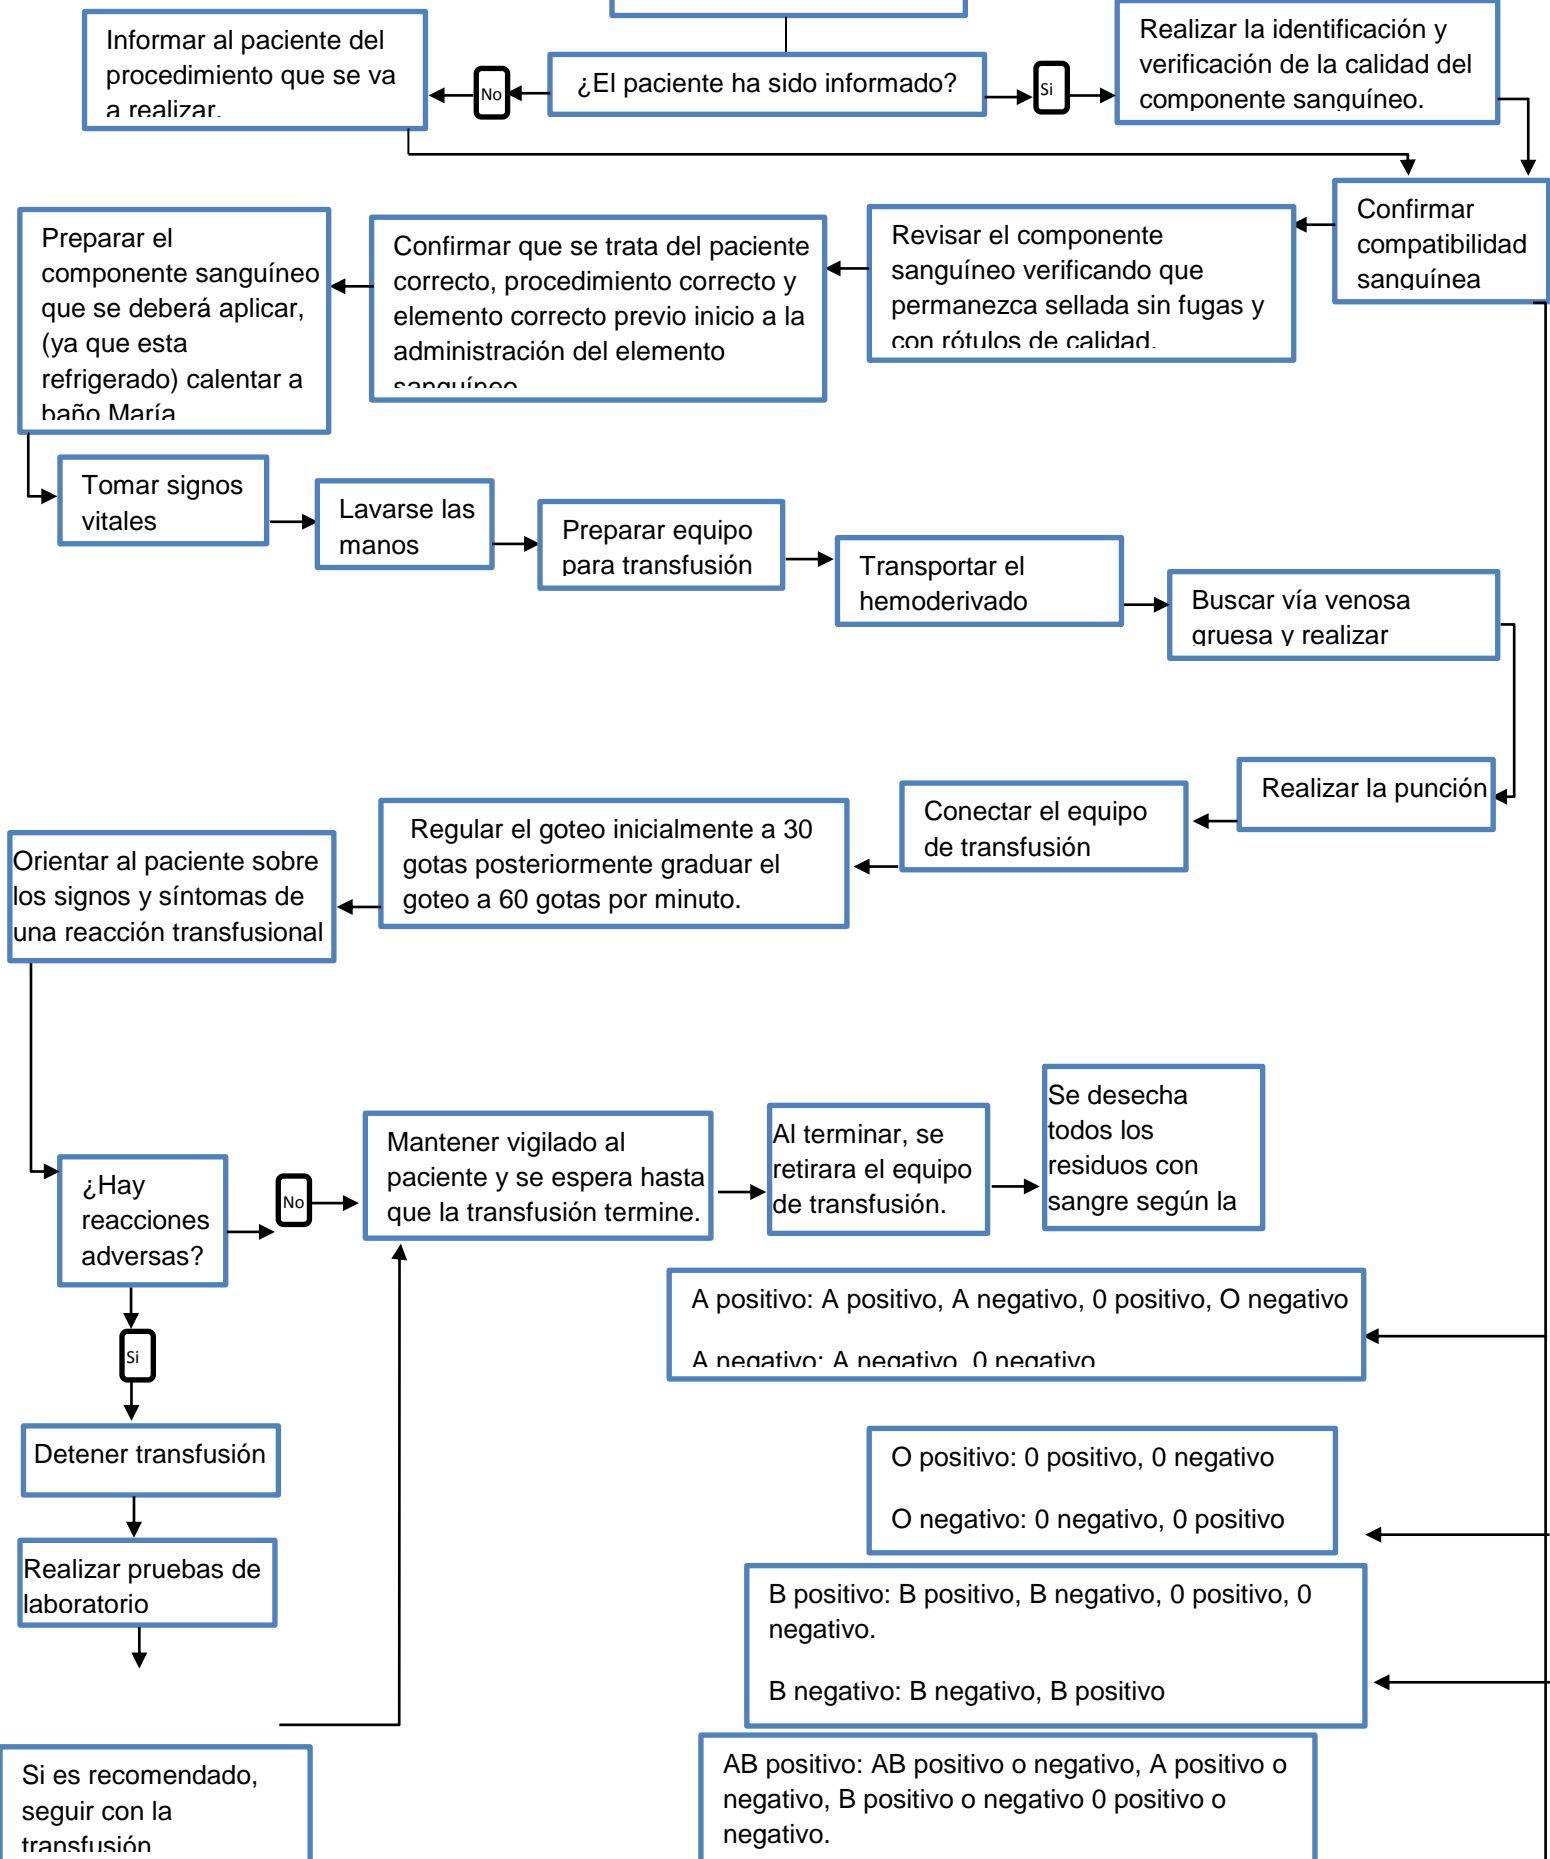 Informar al paciente del
procedimiento que se va
a realizar.
No
¿El paciente ha sido informado?
Si
Realizar la identificación y
verificación de la calidad del
componente sanguíneo.
Confirmar
compatibilidad
sanguínea
Revisar el componente
sanguíneo verificando que
permanezca sellada sin fugas y
con rótulos de calidad.
Confirmar que se trata del paciente
correcto, procedimiento correcto y
elemento correcto previo inicio a la
administración del elemento
sanguíneo
Preparar el
componente sanguíneo
que se deberá aplicar,
(ya que esta
refrigerado) calentar a
baño María
Tomar signos
vitales
Lavarse las
manos
Preparar equipo
para transfusión
Transportar el
hemoderivado
Buscar vía venosa
gruesa y realizar
Realizar la punción
Conectar el equipo
de transfusión
Regular el goteo inicialmente a 30
gotas posteriormente graduar el
goteo a 60 gotas por minuto.
Orientar al paciente sobre
los signos y síntomas de
una reacción transfusional
¿Hay
reacciones
adversas?
No
Mantener vigilado al
paciente y se espera hasta
que la transfusión termine.
Al terminar, se
retirara el equipo
de transfusión.
Se desecha
todos los
residuos con
sangre según la
Si
Detener transfusión
Realizar pruebas de
laboratorio
Si es recomendado,
seguir con la
transfusión
A positivo: A positivo, A negativo, 0 positivo, O negativo
A negativo: A negativo, 0 negativo
O positivo: 0 positivo, 0 negativo
O negativo: 0 negativo, 0 positivo
B positivo: B positivo, B negativo, 0 positivo, 0
negativo.
B negativo: B negativo, B positivo
AB positivo: AB positivo o negativo, A positivo o
negativo, B positivo o negativo 0 positivo o
negativo.